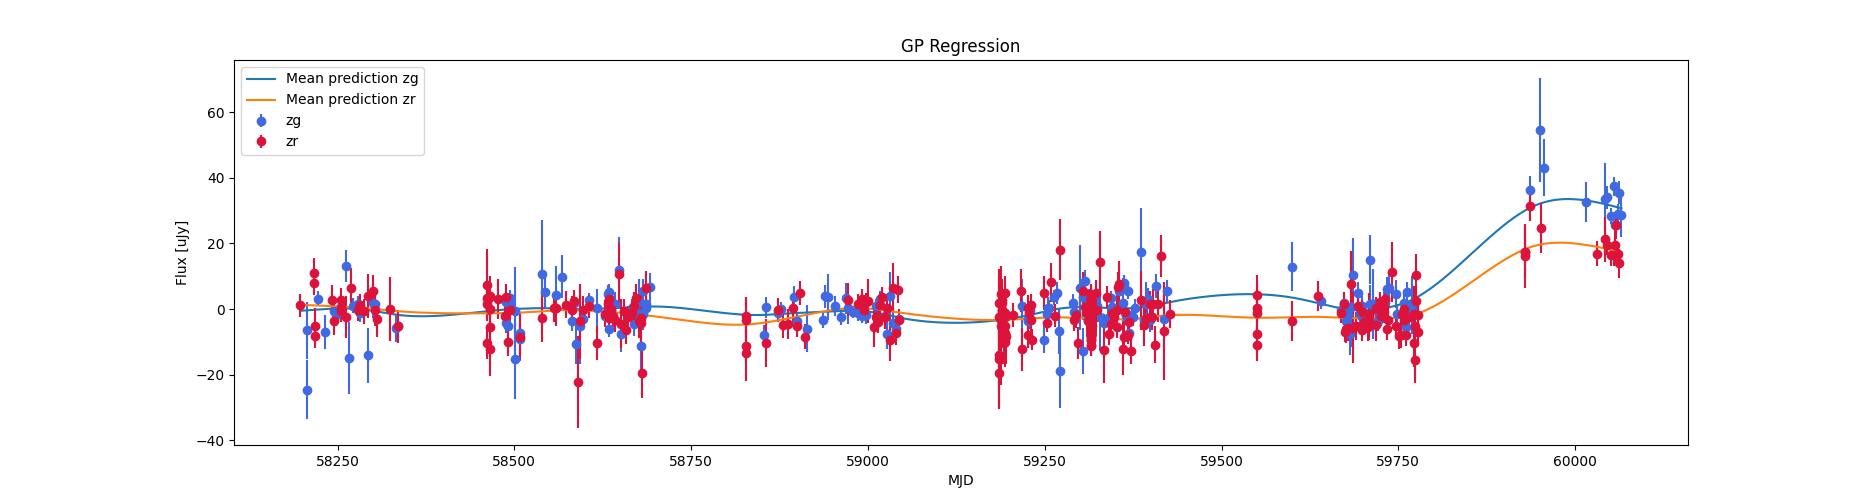 GP Regression
Mean prediction zg
Mean prediction zr
zg
zr
Flux [uJy]
60
40
20
0
−20
−40
58250 58500 58750 59000 59250 59500 59750 60000
MJD